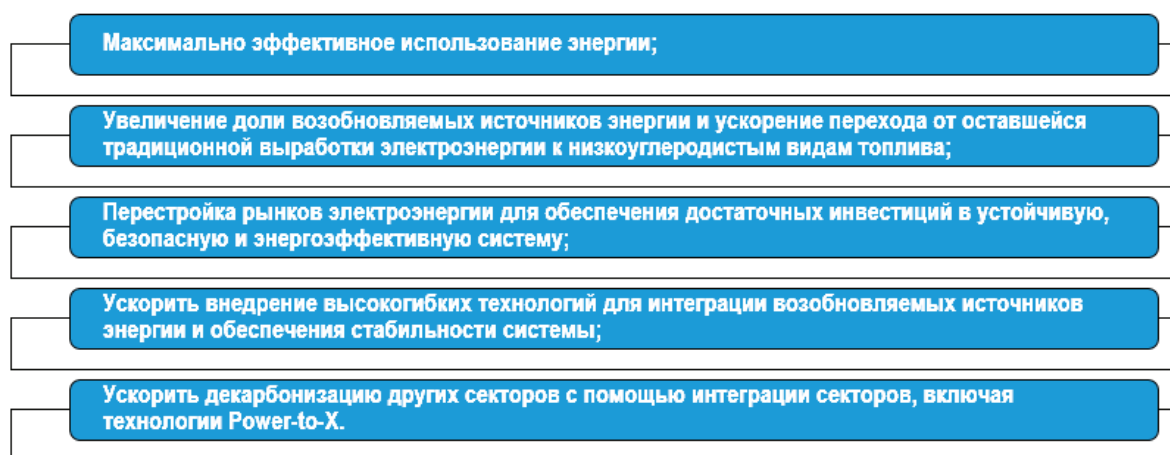 Максимально эффективное использование энергии;
Увеличение доли возобновляемых источников энергии и ускорение перехода от оставшейся
традиционной выработки электроэнергии к низкоуглеродистым видам топлива;
Перестройка рынков электроэнергии для обеспечения достаточных инвестиций в устойчивую,
безопасную и энергоэффективную систему;
Ускорить внедрение высокогибких технологий для интеграции возобновляемых источников
энергии и обеспечения стабильности системы;
Ускорить декарбонизацию других секторов с помощью интеграции секторов, включая
технологии Power-to-X.